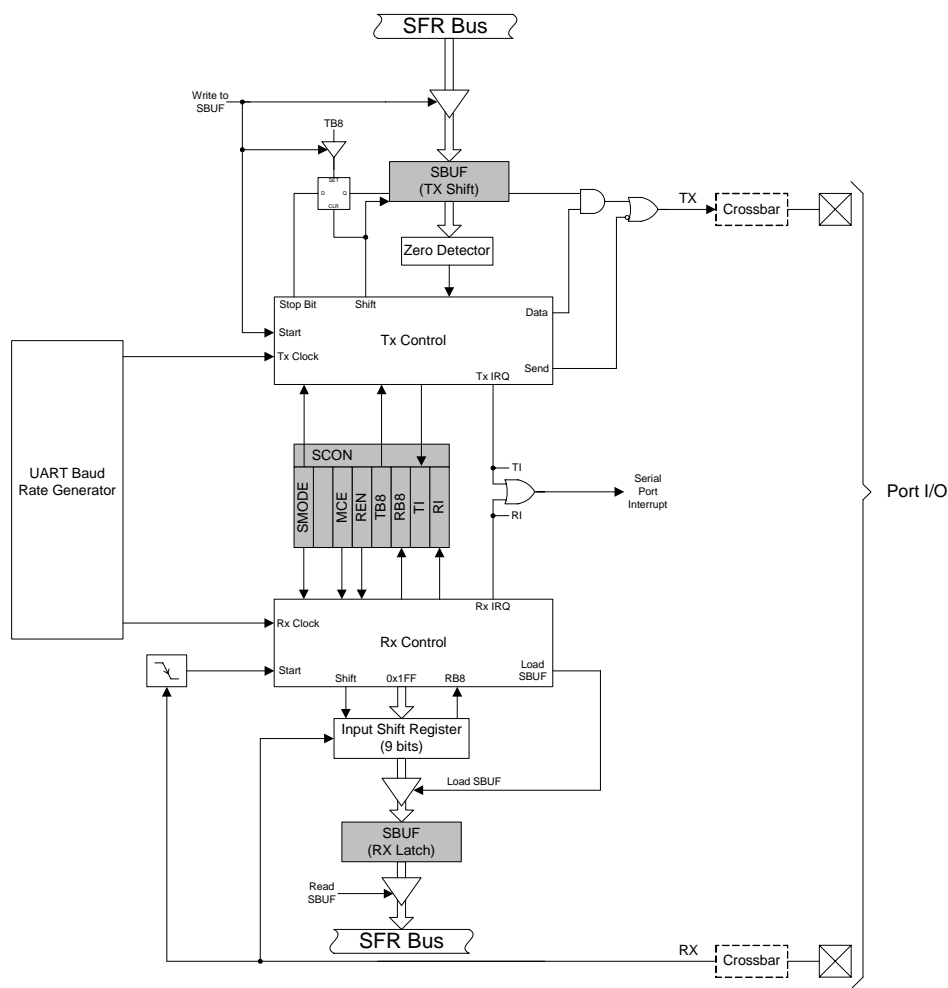 SFR Bus
Write to
SBUF
TB8
SET
D
Q
CLR
SBUF
(TX Shift)
TX
Crossbar
Zero Detector
Stop Bit
Shift
Data
Start
Tx Control
Tx Clock
Send
Tx IRQ
UART Baud
Rate Generator
SCON
SMODE
MCE
REN
TB8
RB8
TI
RI
TI
RI
Serial
Port
Interrupt
Port I/O
Rx IRQ
Rx Clock
Rx Control
Start
Load
SBUF
Shift
0x1FF
RB8
Input Shift Register
(9 bits)
Load SBUF
SBUF
(RX Latch)
Read
SBUF
SFR Bus
RX
Crossbar